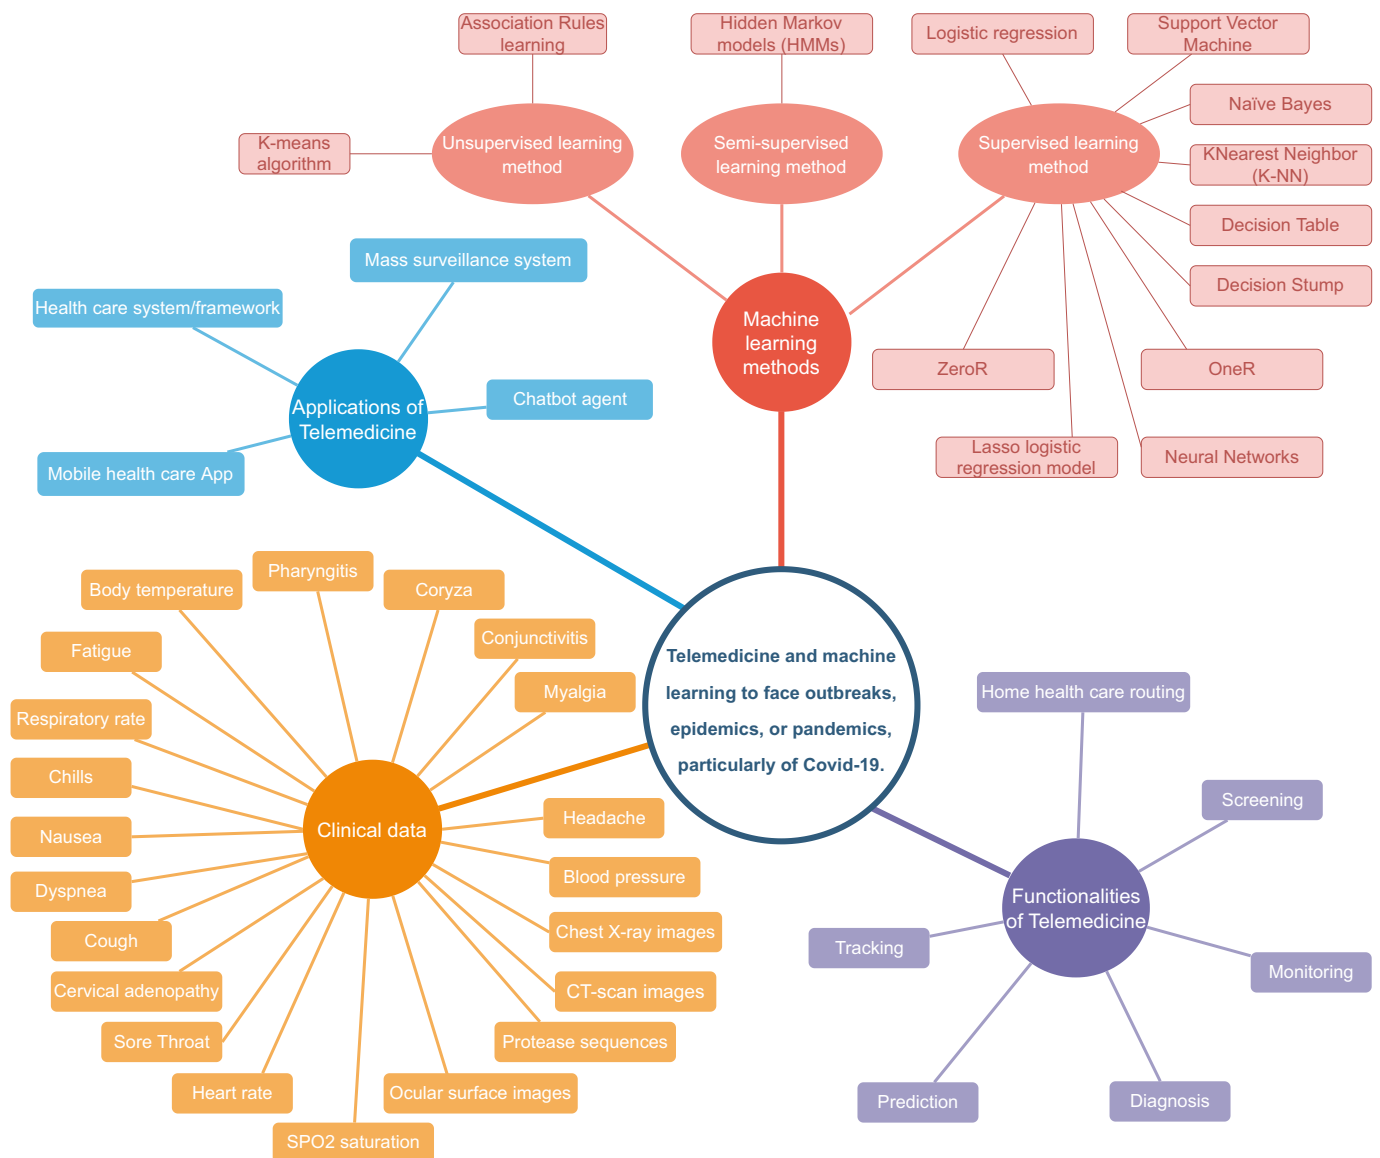 Association Rules
learning
Hidden Markov
models (HMMs)
Logistic regression
Support Vector
Machine
K-means
algorithm
Unsupervised learning
method
Semi-supervised
learning method
Supervised learning
method
Naïve Bayes
KNearest Neighbor
(K-NN)
Decision Table
Decision Stump
ZeroR
OneR
Lasso logistic
regression model
Neural Networks
Machine
learning
methods
Mass surveillance system
Health care system/framework
Applications of
Telemedicine
Chatbot agent
Mobile health care App
Telemedicine and machine
learning to face outbreaks,
epidemics, or pandemics,
particularly of Covid-19.
Pharyngitis
Body temperature
Coryza
Fatigue
Conjunctivitis
Respiratory rate
Myalgia
Chills
Nausea
Clinical data
Headache
Dyspnea
Blood pressure
Cough
Chest X-ray images
Cervical adenopathy
CT-scan images
Sore Throat
Protease sequences
Heart rate
Ocular surface images
SPO2 saturation
Home health care routing
Screening
Functionalities
of Telemedicine
Tracking
Monitoring
Prediction
Diagnosis